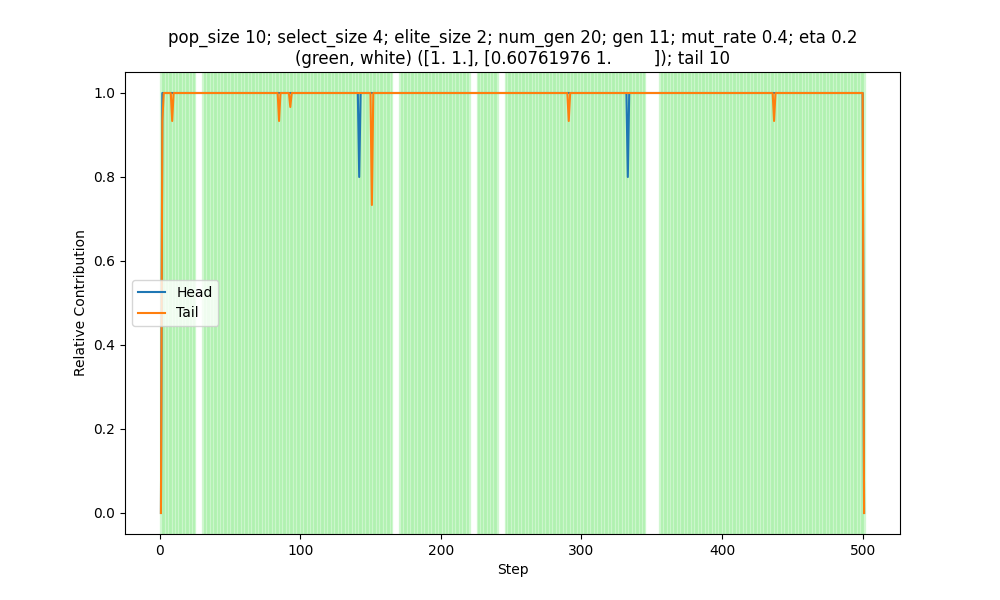 pop_size 10; select_size 4; elite_size 2; num_gen 20; gen 11; mut_rate 0.4; eta 0.2
(green, white) ([1. 1.], [0.60761976 1.         ]); tail 10
1.0
0.8
0.6
0.4
0.2
0.0
Relative Contribution
Head
Tail
0
100
200
300
400
500
Step